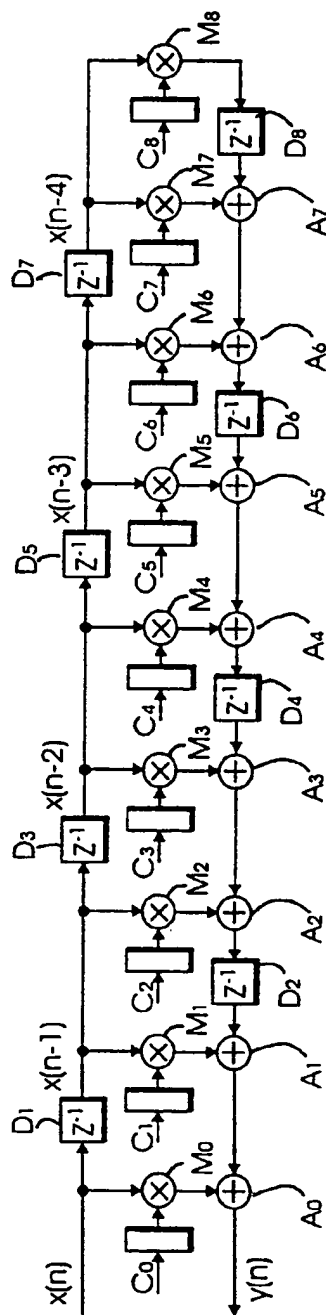 x(n) D1 x(n-1) D3 x(n-2) D5 x(n-3) D7 x(n-4)
Z-1 Z-1 Z-1 Z-1
C0 M0 C1 M1 C2 M2 C3 M3 C4 M4 C5 M5 C6 M6 C7 M7 C8 M8
Z-1 Z-1 Z-1 Z-1
y(n) A0 A1 D2 A2 A3 D4 A4 A5 D6 A6 A7 D8